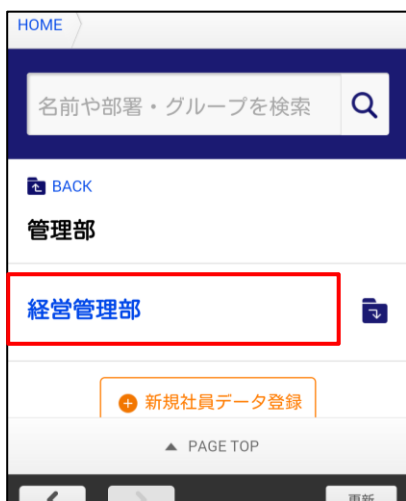 HOME
名前や部署・グループを検索
BACK
管理部
経営管理部
新規社員データ登録
▲ PAGE TOP
更新